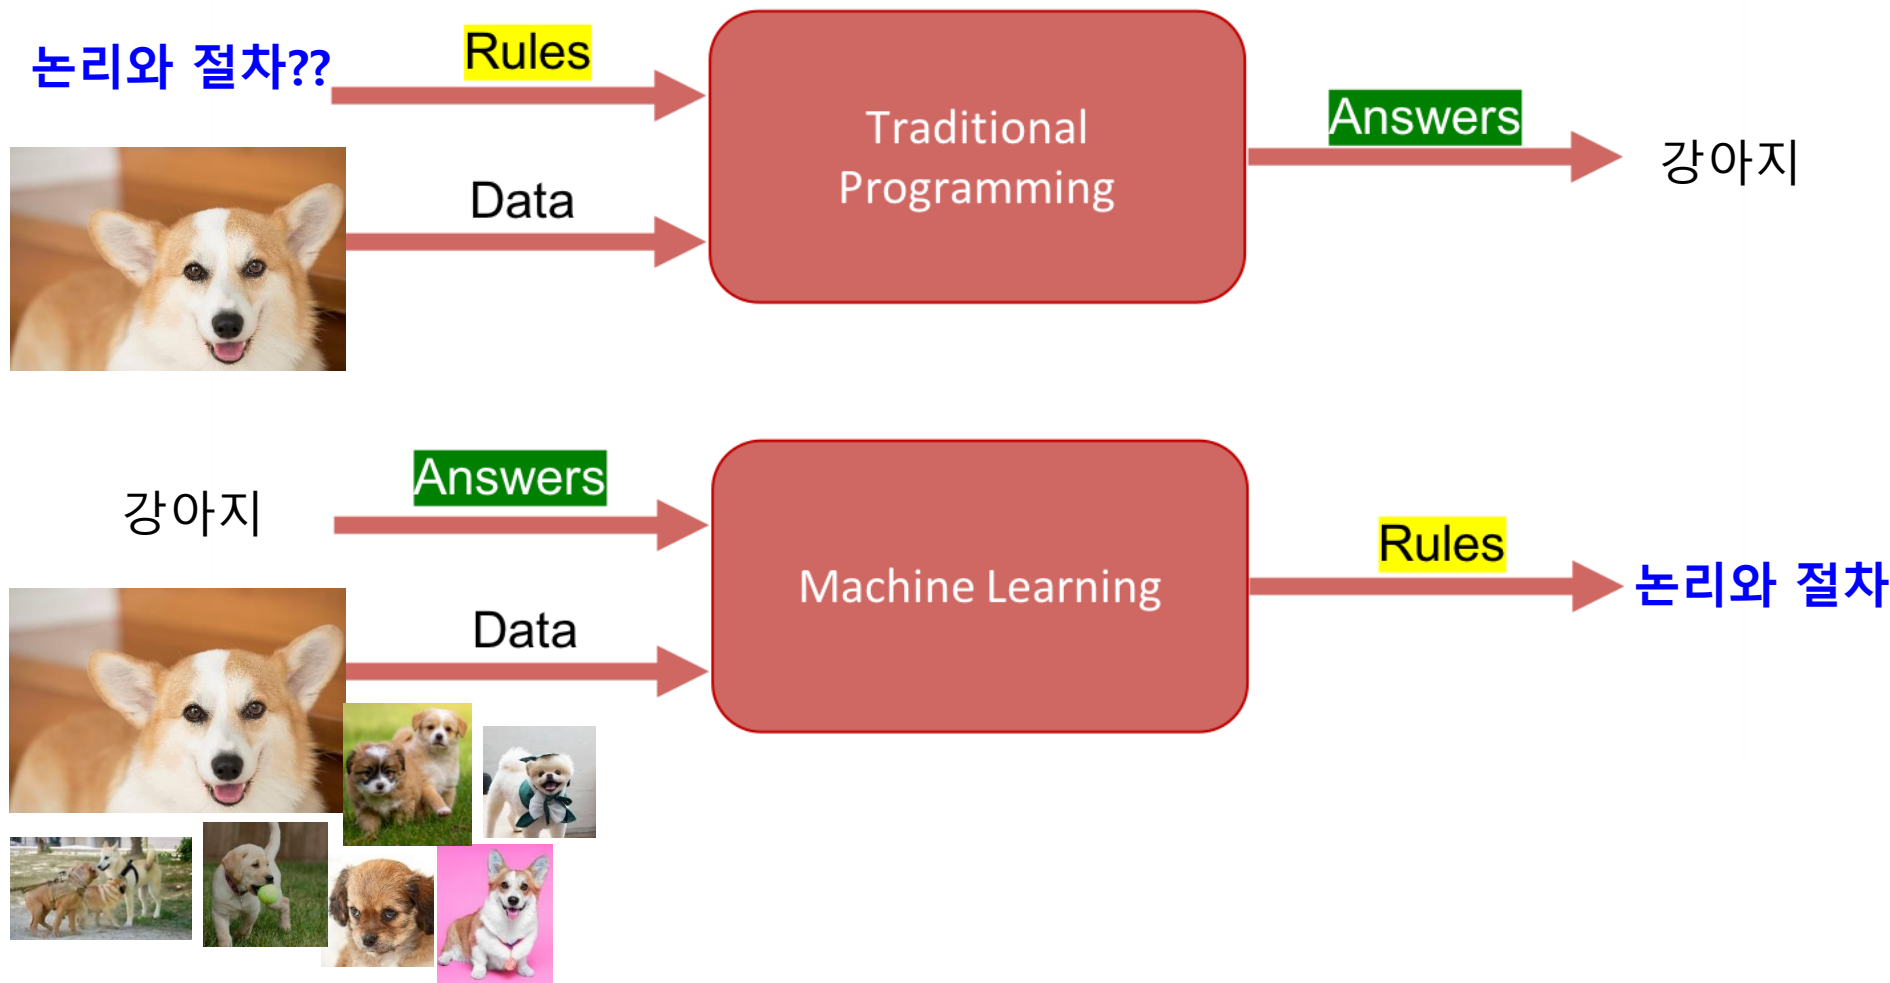 논리와 절차??
Rules
Data
Traditional
Programming
Answers
강아지
강아지
Answers
Data
Machine Learning
Rules
논리와 절차